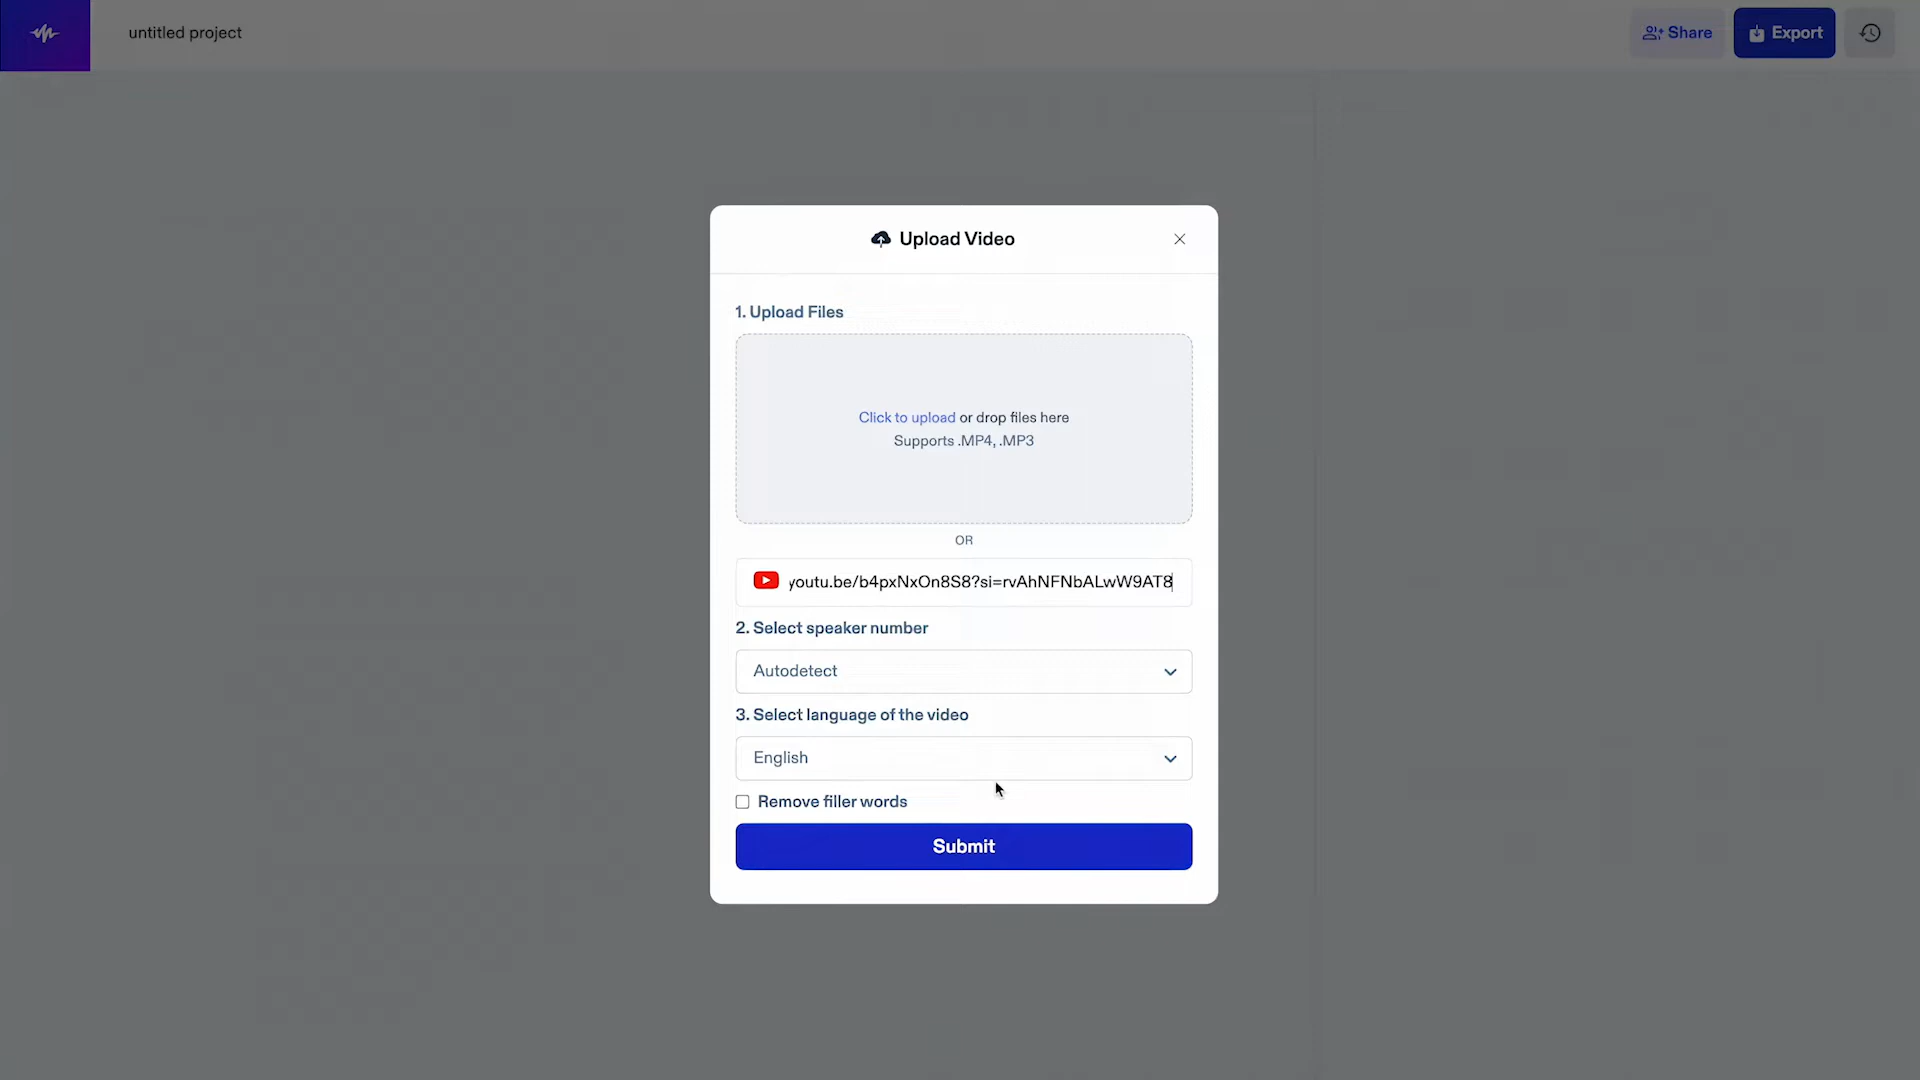 untitled project
Share
Export
Upload Video
1. Upload Files
Click to upload or drop files here
Supports .MP4, .MP3
OR
youtu.be/b4pxNxOn8S8?si=rvAhNFNbALwW9AT8
2. Select speaker number
Autodetect
3. Select language of the video
English
Remove filler words
Submit